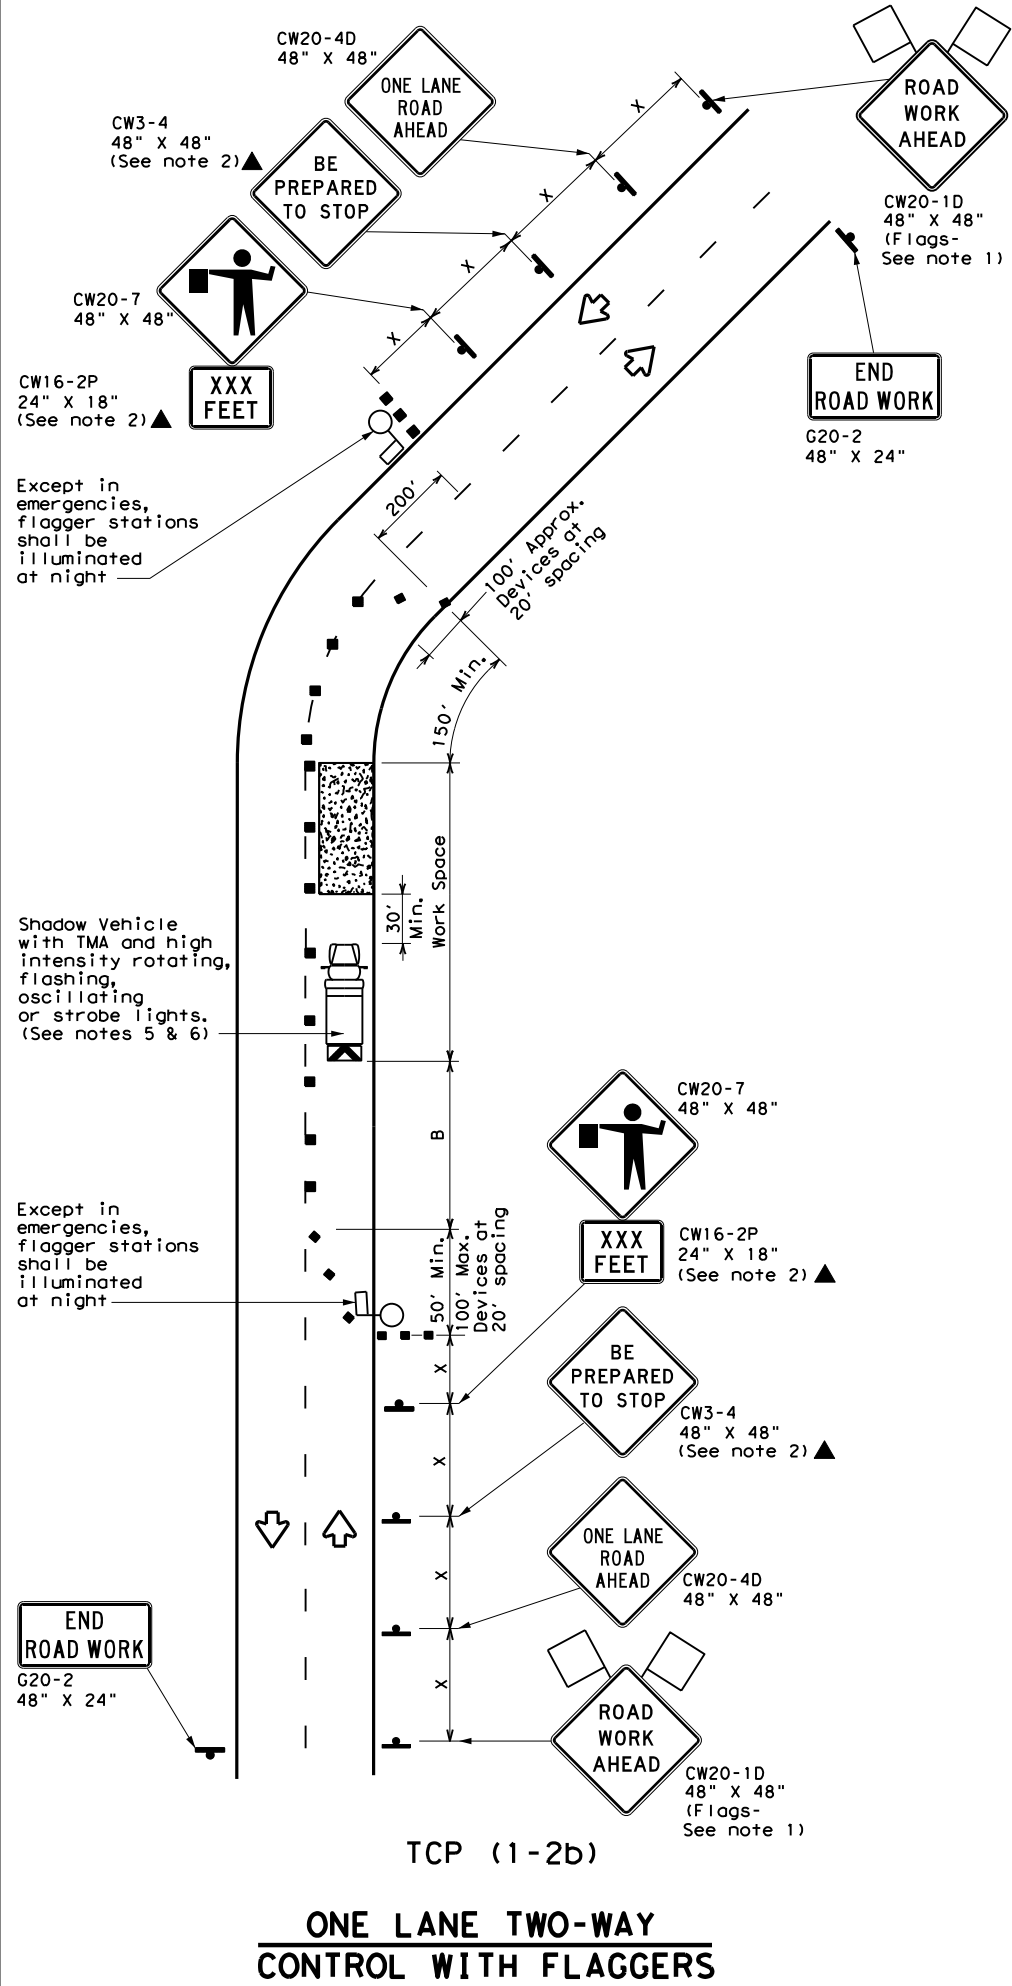 CW20-4D
48" X 48"
ONE LANE
ROAD
AHEAD
X
ROAD
WORK
AHEAD
CW20-1D
48" X 48"
(Flags-
See note 1)
CW3-4
48" X 48"
(See note 2)
BE
PREPARED
TO STOP
X
CW20-7
48" X 48"
X
X
CW16-2P
24" X 18"
(See note 2)
XXX
FEET
END
ROAD WORK
G20-2
48" X 24"
Except in
emergencies,
flagger stations
shall be
illuminated
at night
200'
100' Approx.
Devices at
20' spacing
150' Min.
Work Space
30'
Min.
Shadow Vehicle
with TMA and high
intensity rotating,
flashing,
oscillating
or strobe lights.
(See notes 5 & 6)
B
CW20-7
48" X 48"
Except in
emergencies,
flagger stations
shall be
illuminated
at night
50' Min.
100' Max.
Devices at
20' spacing
XXX
FEET
CW16-2P
24" X 18"
(See note 2)
X
BE
PREPARED
TO STOP
CW3-4
48" X 48"
(See note 2)
X
X
ONE LANE
ROAD
AHEAD
CW20-4D
48" X 48"
END
ROAD WORK
G20-2
48" X 24"
X
ROAD
WORK
AHEAD
CW20-1D
48" X 48"
(Flags-
See note 1)
TCP (1-2b)
ONE LANE TWO-WAY
CONTROL WITH FLAGGERS